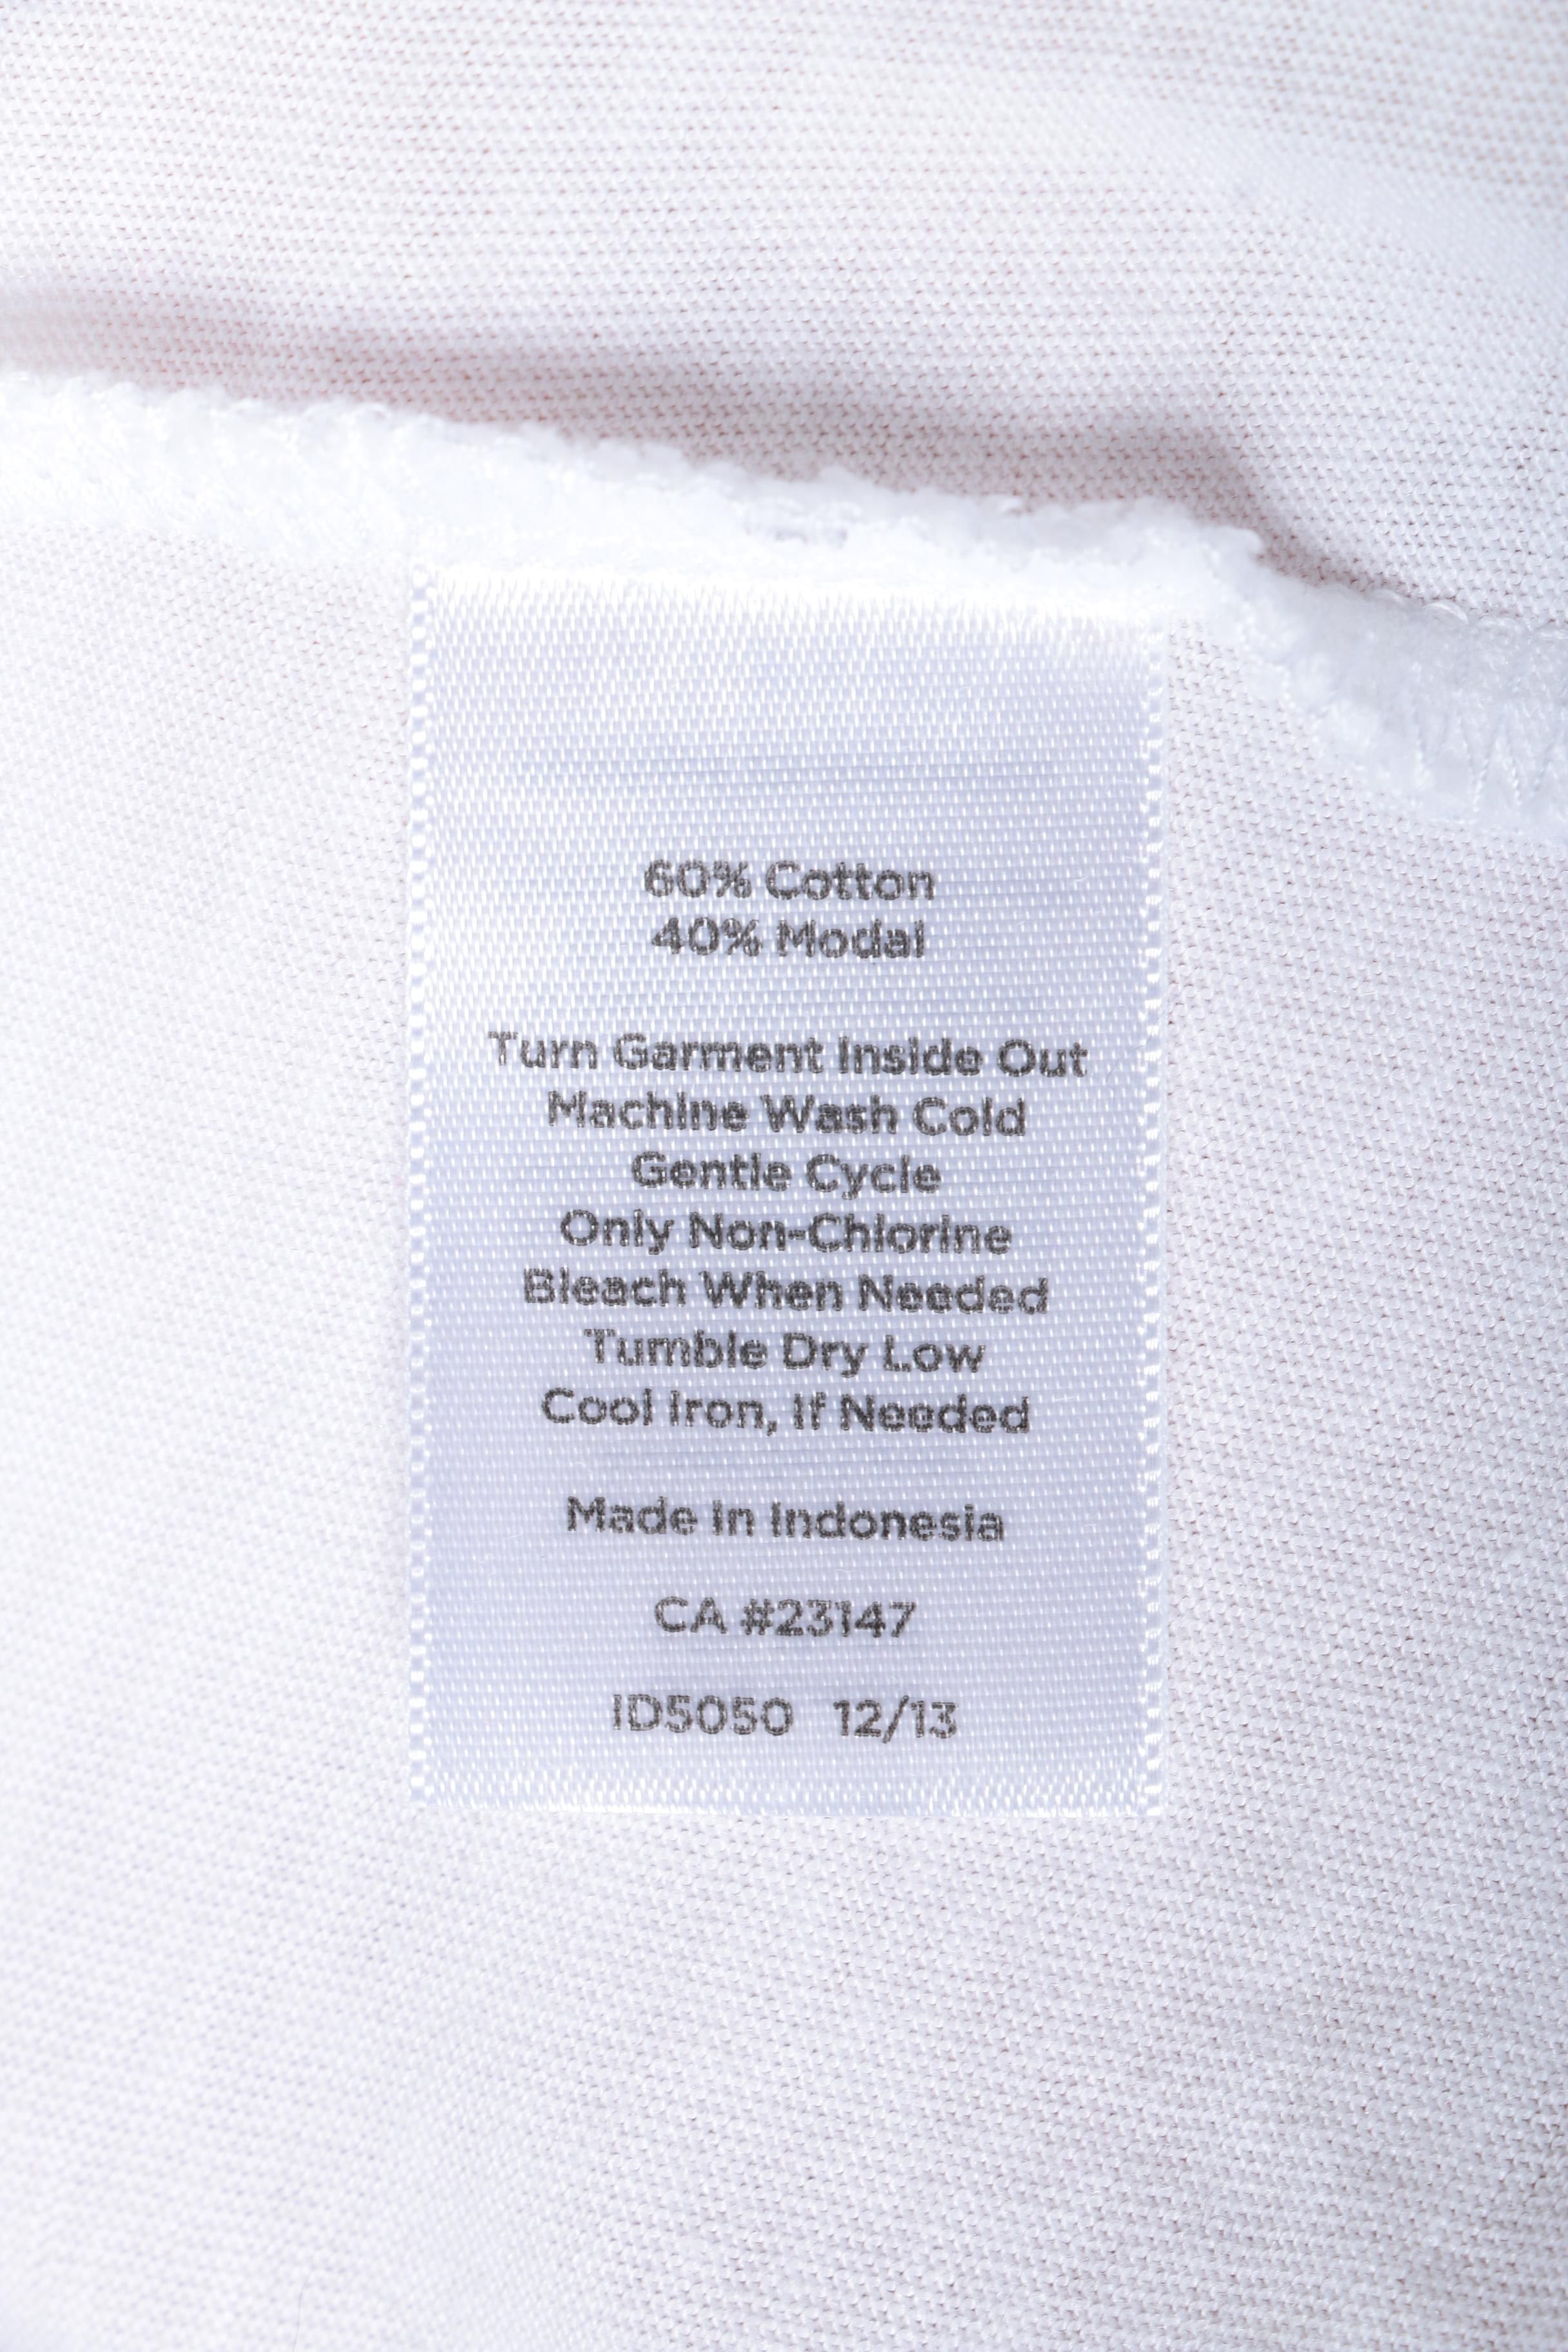 60% Cotton
40% Modal
Turn Garment Inside Out
Machine Wash Cold
Gentle Cycle
Only Non-Chlorine
Bleach When Needed
Tumble Dry Low
Cool Iron, If Needed
Made in Indonesia
CA #23147
ID5050 12/13